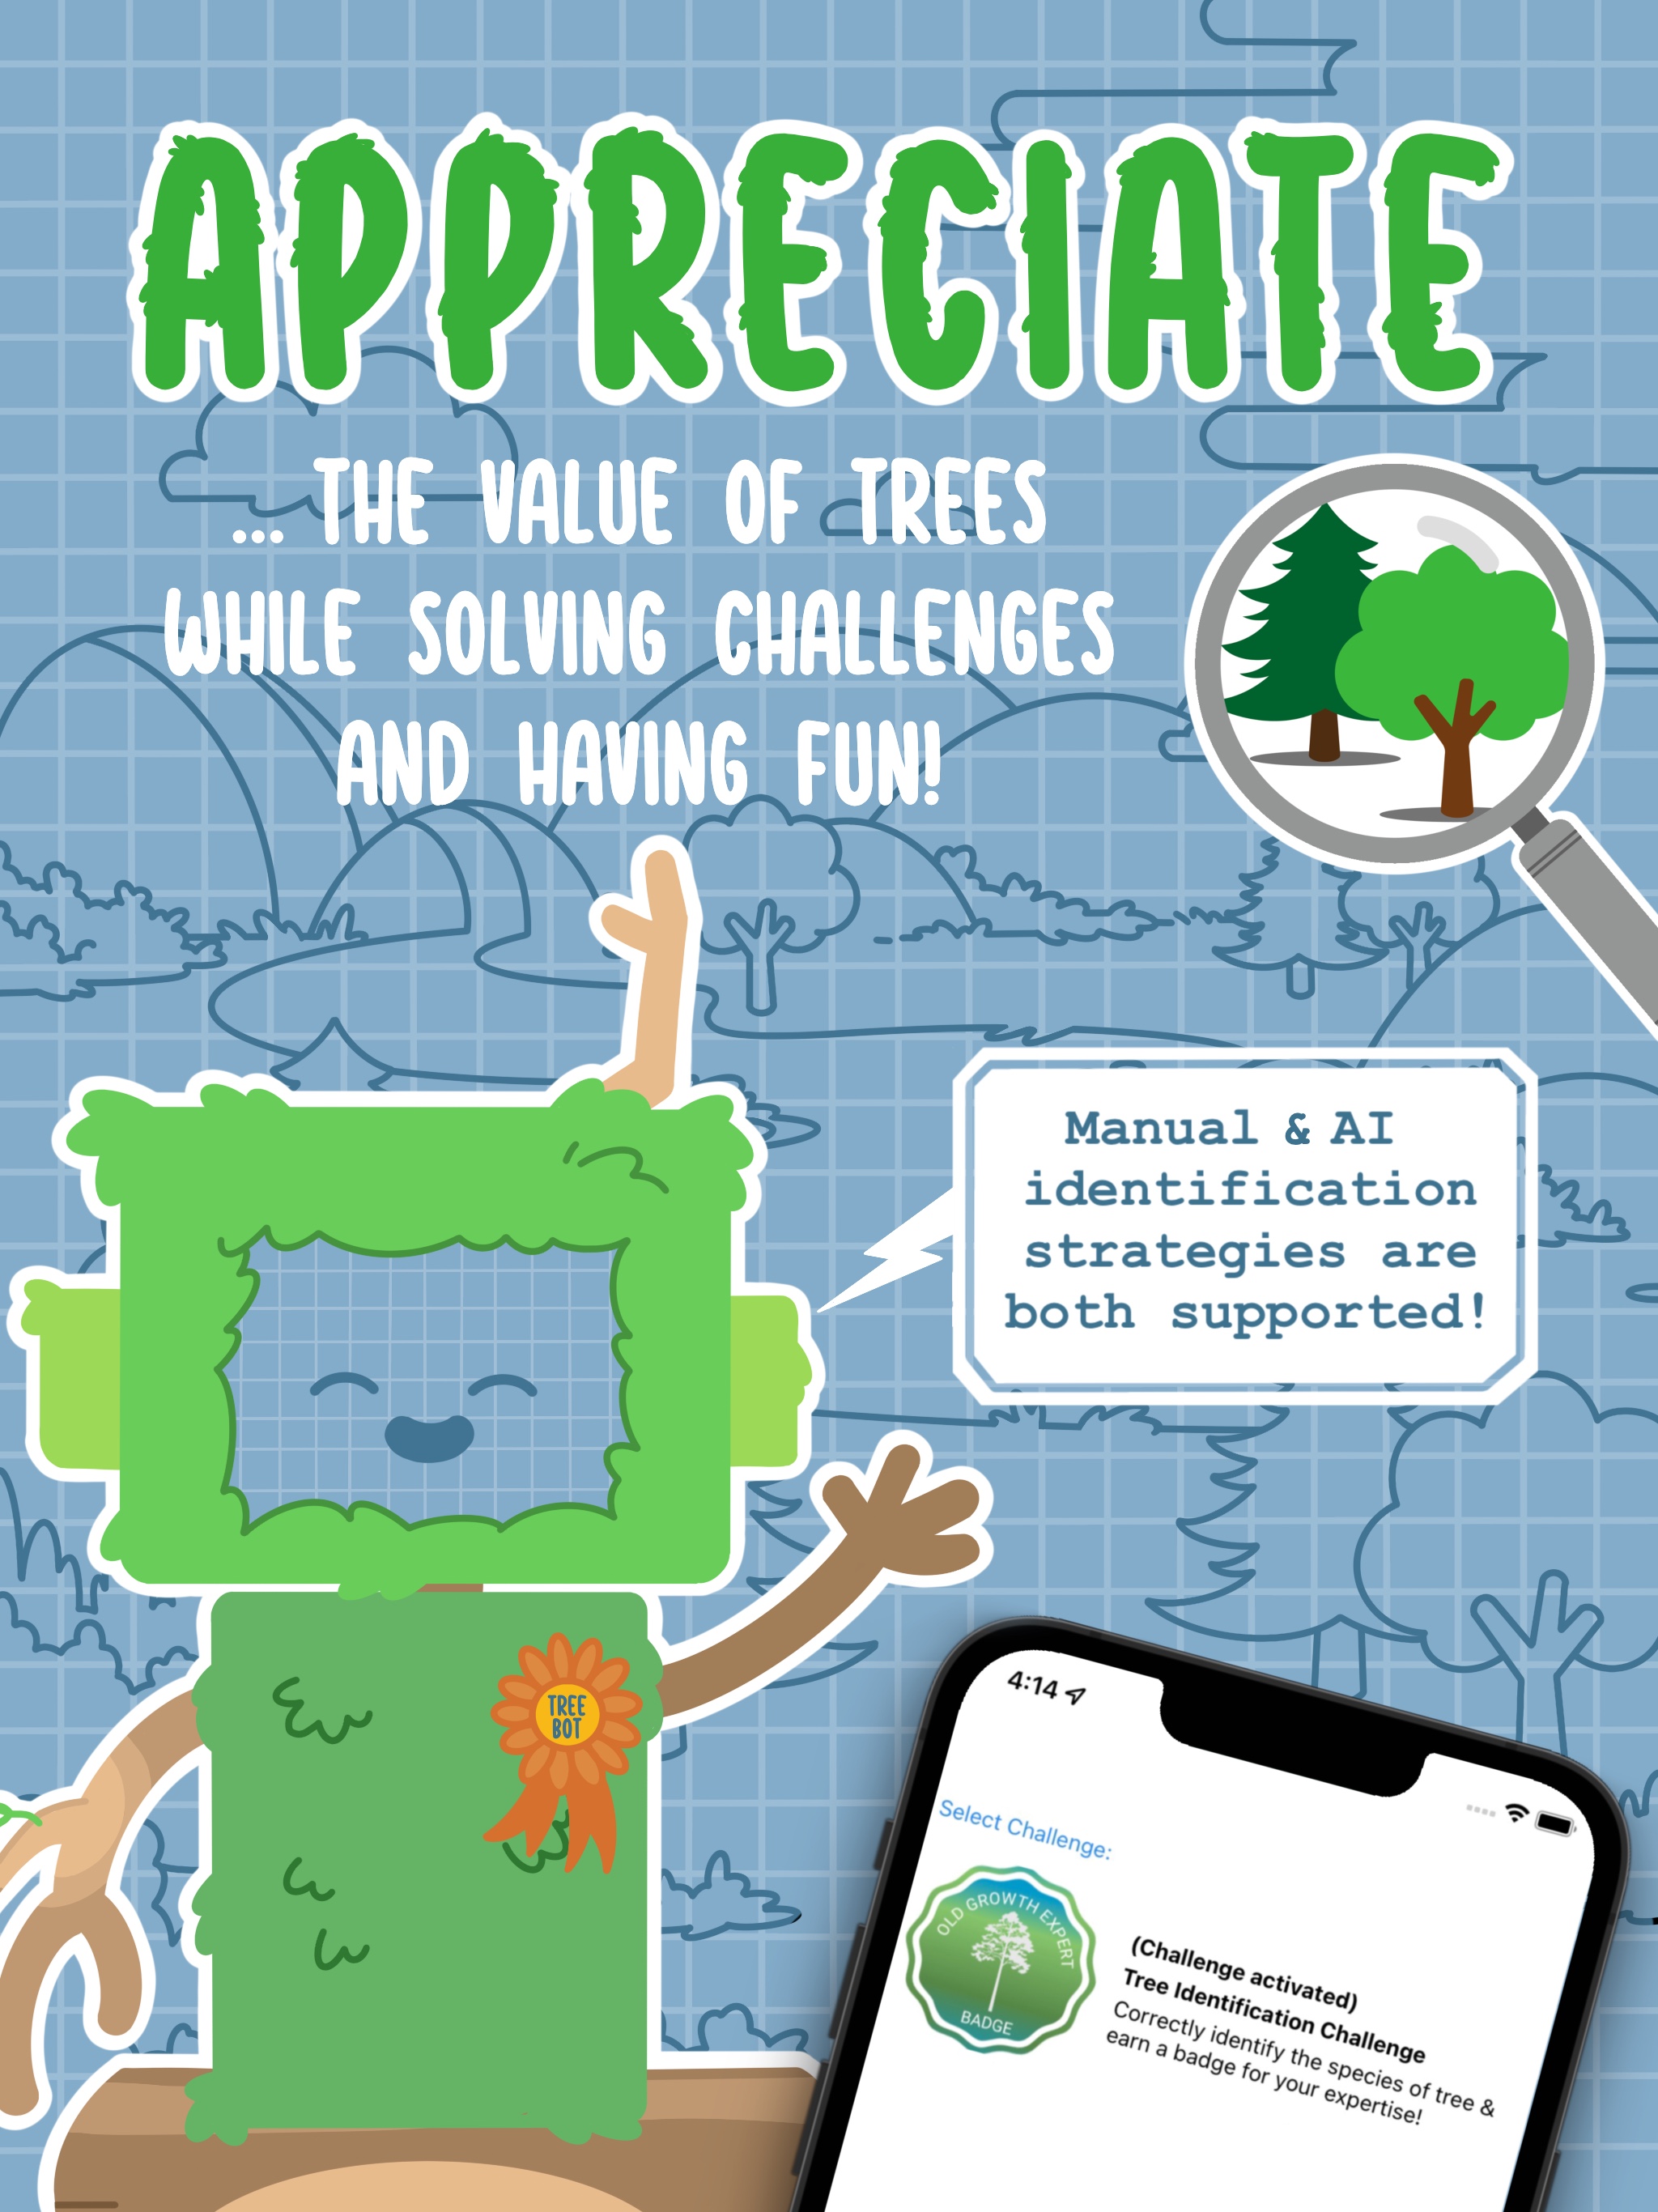 APPRECIATE
... THE VALUE OF TREES
WHILE SOLVING CHALLENGES
AND HAVING FUN!
Manual & AI
identification
strategies are
both supported!
TREE
BOT
4:14
Select Challenge:
OLD GROWTH EXPERT
BADGE
(Challenge activated)
Tree Identification Challenge
Correctly identify the species of tree &
earn a badge for your expertise!